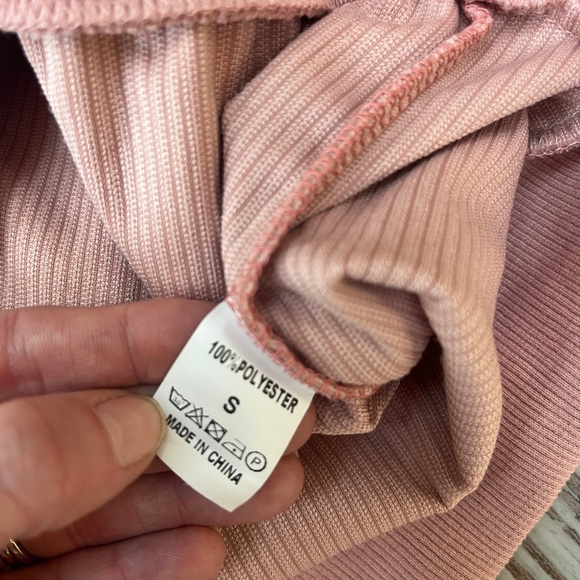 100%POLYESTER
S
P
MADE IN CHINA